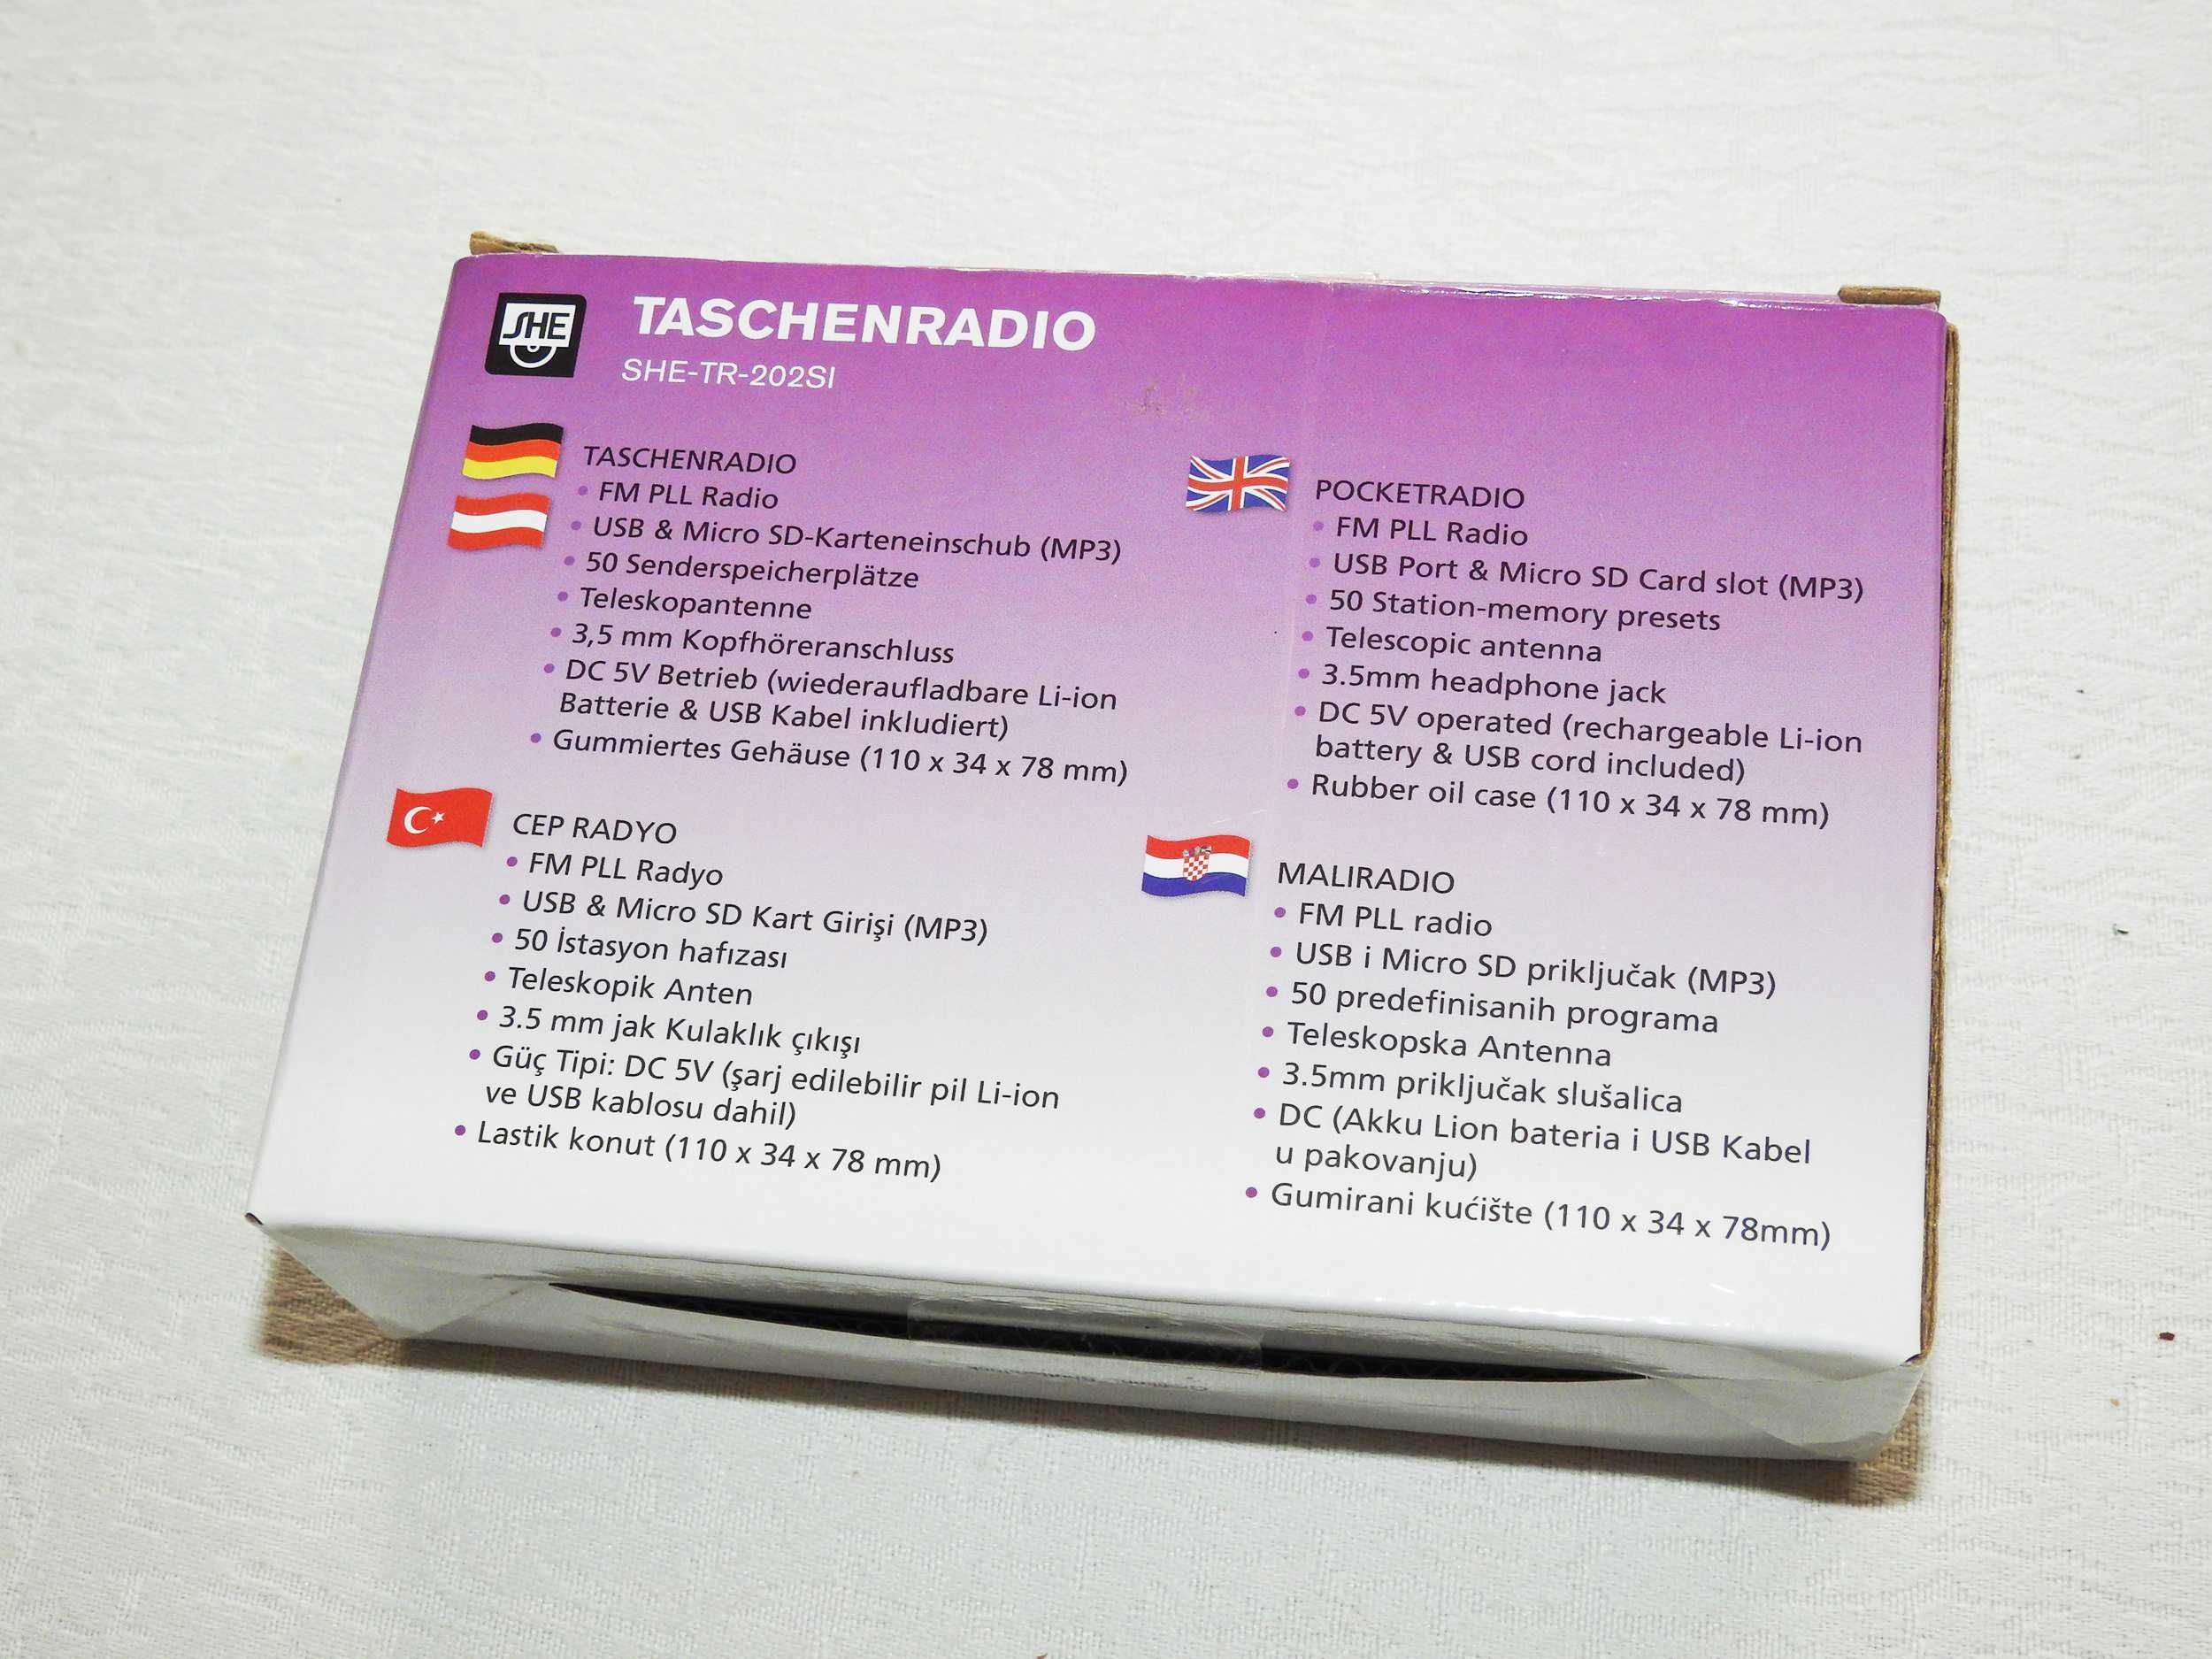 SHE
TASCHENRADIO
SHE-TR-202SI
TASCHENRADIO
• FM PLL Radio
• USB & Micro SD-Karteneinschub (MP3)
• 50 Senderspeicherplätze
• Teleskopantenne
• 3,5 mm Kopfhöreranschluss
• DC 5V Betrieb (wiederaufladbare Li-ion
Batterie & USB Kabel inkludiert)
• Gummiertes Gehäuse (110 x 34 x 78 mm)
POCKETRADIO
• FM PLL Radio
• USB Port & Micro SD Card slot (MP3)
• 50 Station-memory presets
• Telescopic antenna
• 3.5mm headphone jack
• DC 5V operated (rechargeable Li-ion
battery & USB cord included)
• Rubber oil case (110 x 34 x 78 mm)
CEP RADYO
• FM PLL Radyo
• USB & Micro SD Kart Girişi (MP3)
• 50 İstasyon hafızası
• Teleskopik Anten
• 3.5 mm jak Kulaklık çıkışı
• Güç Tipi: DC 5V (şarj edilebilir pil Li-ion
ve USB kablosu dahil)
• Lastik konut (110 x 34 x 78 mm)
MALIRADIO
• FM PLL radio
• USB i Micro SD priključak (MP3)
• 50 predefinisanih programa
• Teleskopska Antenna
• 3.5mm priključak slušalica
• DC (Akku Lion bateria i USB Kabel
u pakovanju)
• Gumirani kućište (110 x 34 x 78mm)